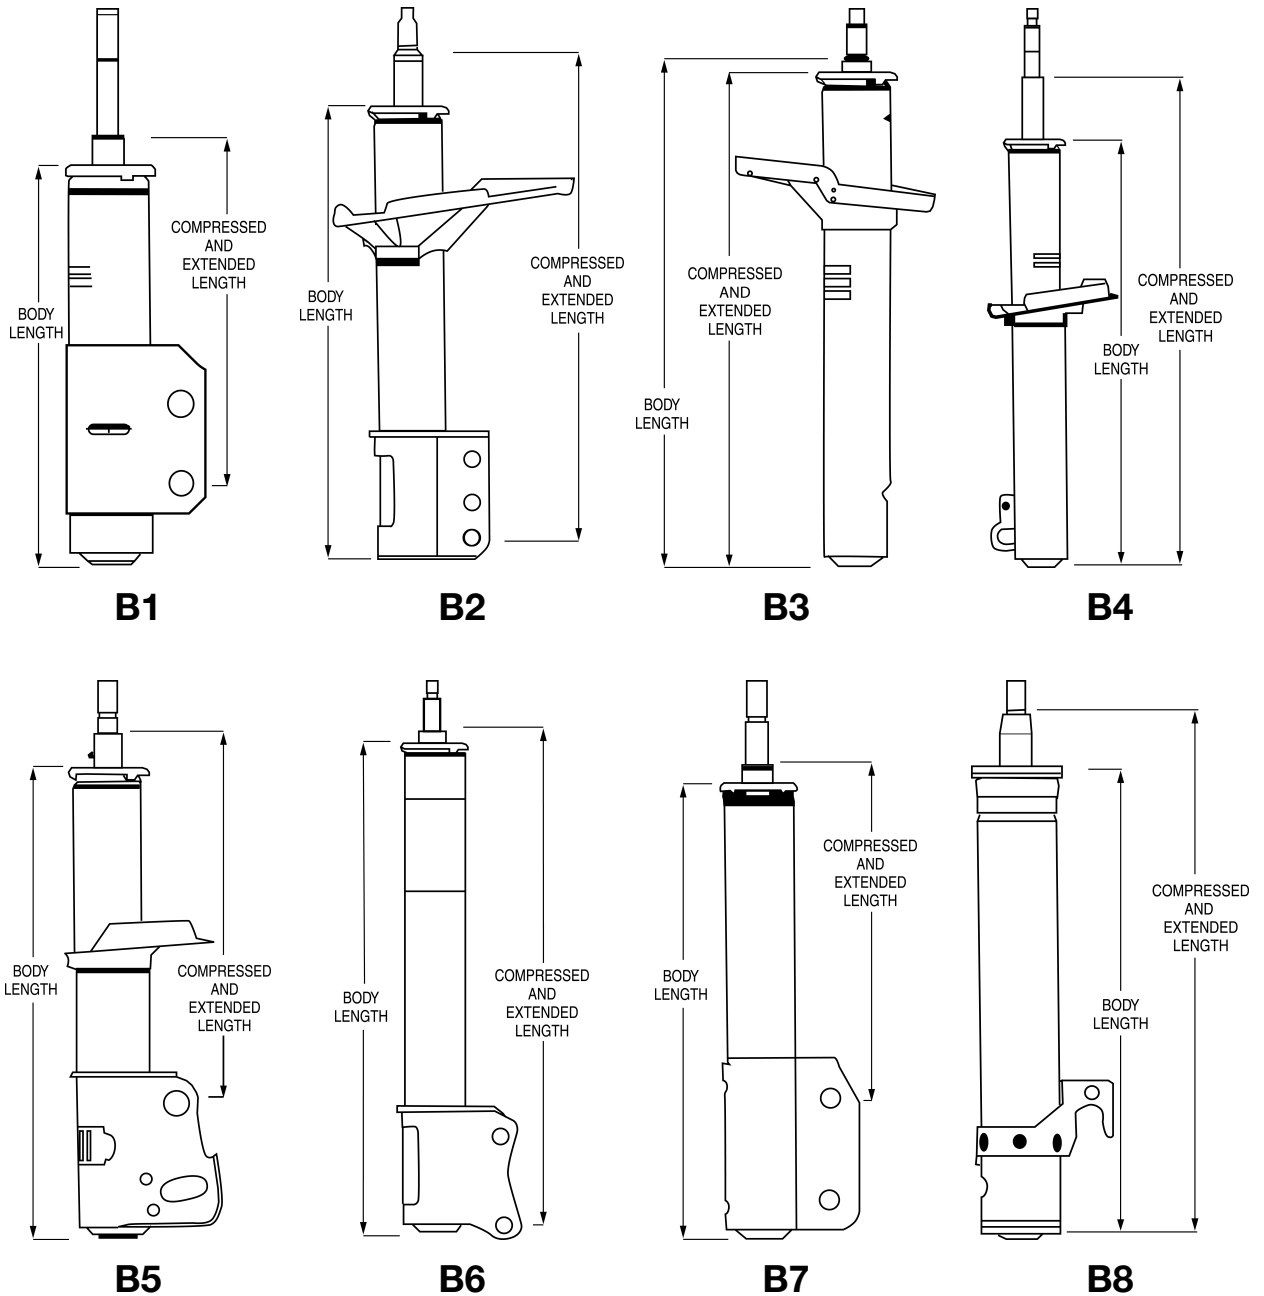 COMPRESSED
AND
EXTENDED
LENGTH
BODY
LENGTH
B1
COMPRESSED
AND
EXTENDED
LENGTH
BODY
LENGTH
B2
COMPRESSED
AND
EXTENDED
LENGTH
BODY
LENGTH
B3
COMPRESSED
AND
EXTENDED
LENGTH
BODY
LENGTH
B4
BODY
LENGTH
COMPRESSED
AND
EXTENDED
LENGTH
B5
COMPRESSED
AND
EXTENDED
LENGTH
BODY
LENGTH
B6
COMPRESSED
AND
EXTENDED
LENGTH
BODY
LENGTH
B7
COMPRESSED
AND
EXTENDED
LENGTH
BODY
LENGTH
B8